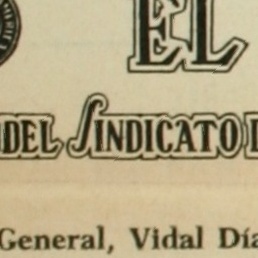 EL
DEL SINDICATO D
General, Vidal Día